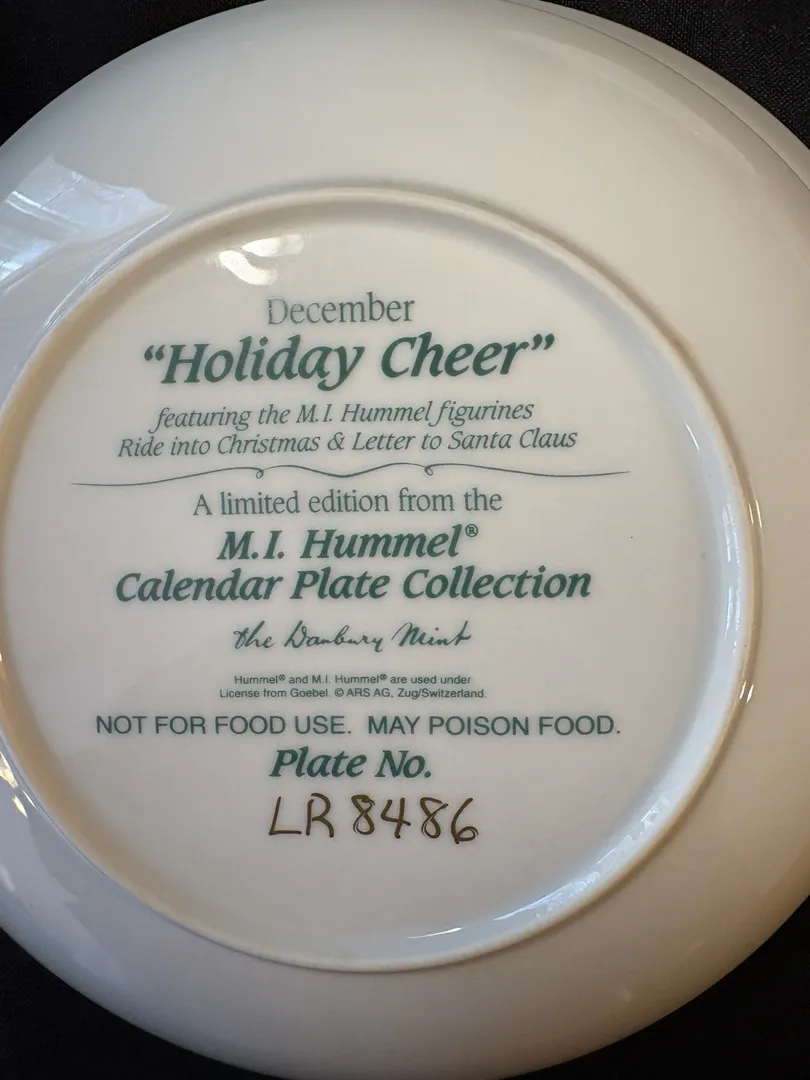 December
“Holiday Cheer”
featuring the M.I. Hummel figurines
Ride into Christmas & Letter to Santa Claus
A limited edition from the
M.I. Hummel®
Calendar Plate Collection
the Danbury Mint
Hummel® and M.I. Hummel® are used under
License from Goebel. © ARS AG, Zug/Switzerland.
NOT FOR FOOD USE. MAY POISON FOOD.
Plate No.
LR8486